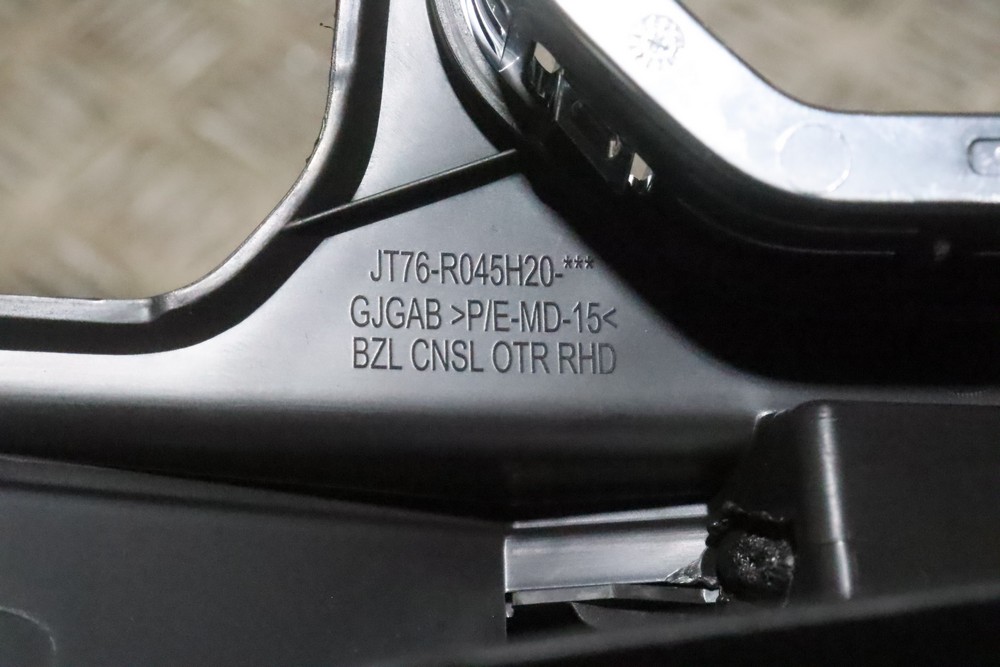 JT76-R045H20-***
GJGAB >P/E-MD-15<
BZL CNSL OTR RHD